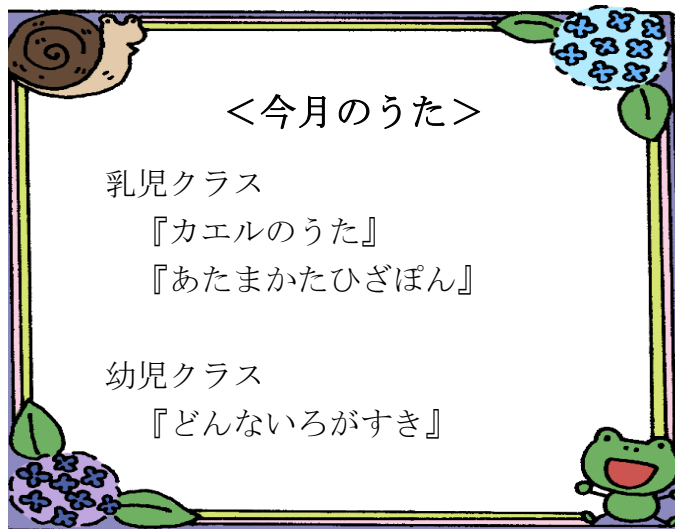 ＜今月のうた＞
乳児クラス
『カエルのうた』
『あたまかたひざぽん』
幼児クラス
『どんないろがすき』